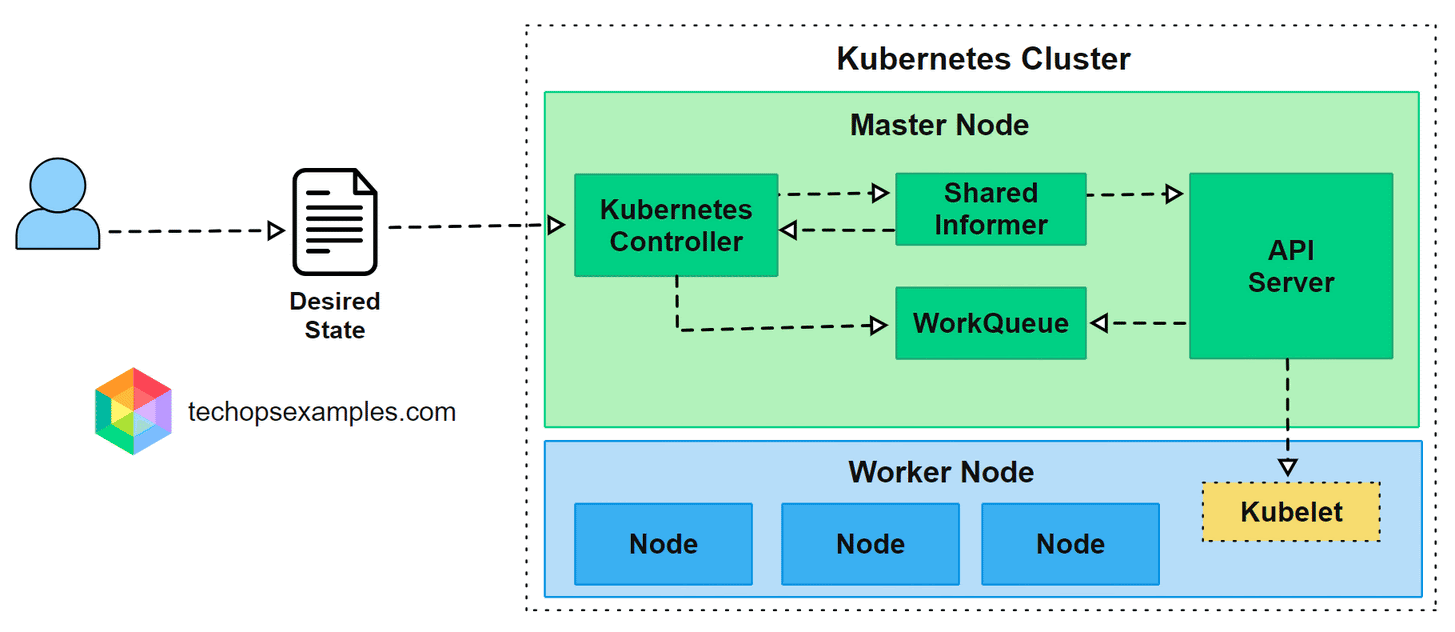 Kubernetes Cluster
Master Node
Kubernetes
Controller
Shared
Informer
API
Server
WorkQueue
Desired
State
techopsexamples.com
Worker Node
Node
Node
Node
Kubelet